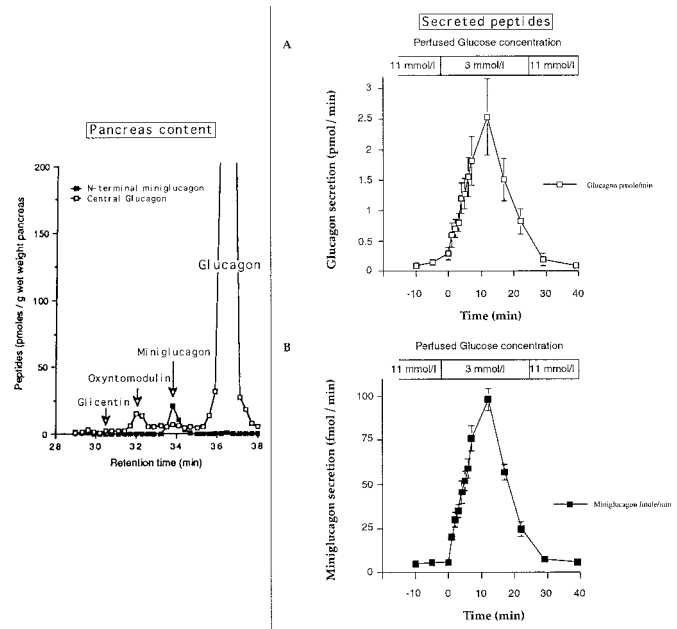 Pancreas content
200
150
100
50
0
Peptides (pmoles / g wet weight pancreas
N-terminal miniglucagon
Central Glucagon
Glucagon
Miniglucagon
Oxyntomodulin
Glicentin
28 30 32 34 36 38
Retention time (min)
Secreted peptides
A
Perfused Glucose concentration
11 mmol/l 3 mmol/l 11 mmol/l
3
2.5
2
1.5
1
0.5
0
Glucagon secretion (pmol / min)
Glucagon pmole/min
-10 0 10 20 30 40
Time (min)
B
Perfused Glucose concentration
11 mmol/l 3 mmol/l 11 mmol/l
100
75
50
25
0
Miniglucagon secretion (fmol / min)
Miniglucagon fmole/min
-10 0 10 20 30 40
Time (min)